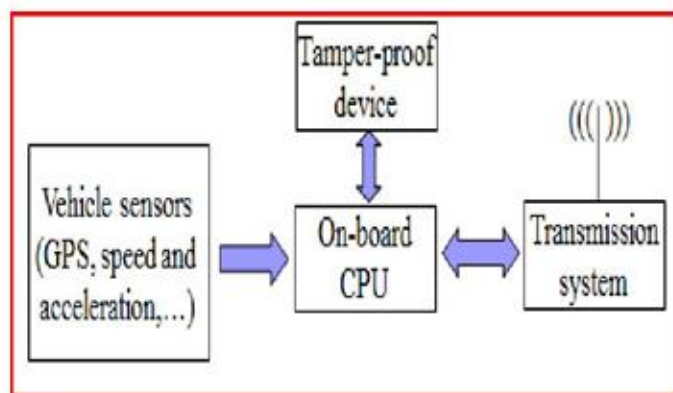 Tamper-proof
device
Vehicle sensors
(GPS, speed and
acceleration,...)
On-board
CPU
((( )))
Transmission
system